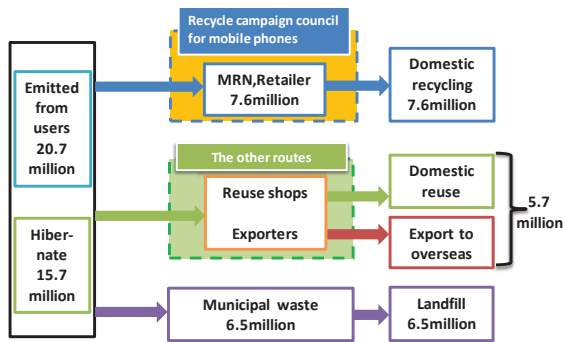 Recycle campaign council
for mobile phones
MRN,Retailer
7.6million
Domestic
recycling
7.6million
Emitted
from
users
20.7
million
The other routes
Reuse shops
Exporters
Domestic
reuse
Export to
overseas
5.7
million
Hiber-
nate
15.7
million
Municipal waste
6.5million
Landfill
6.5million